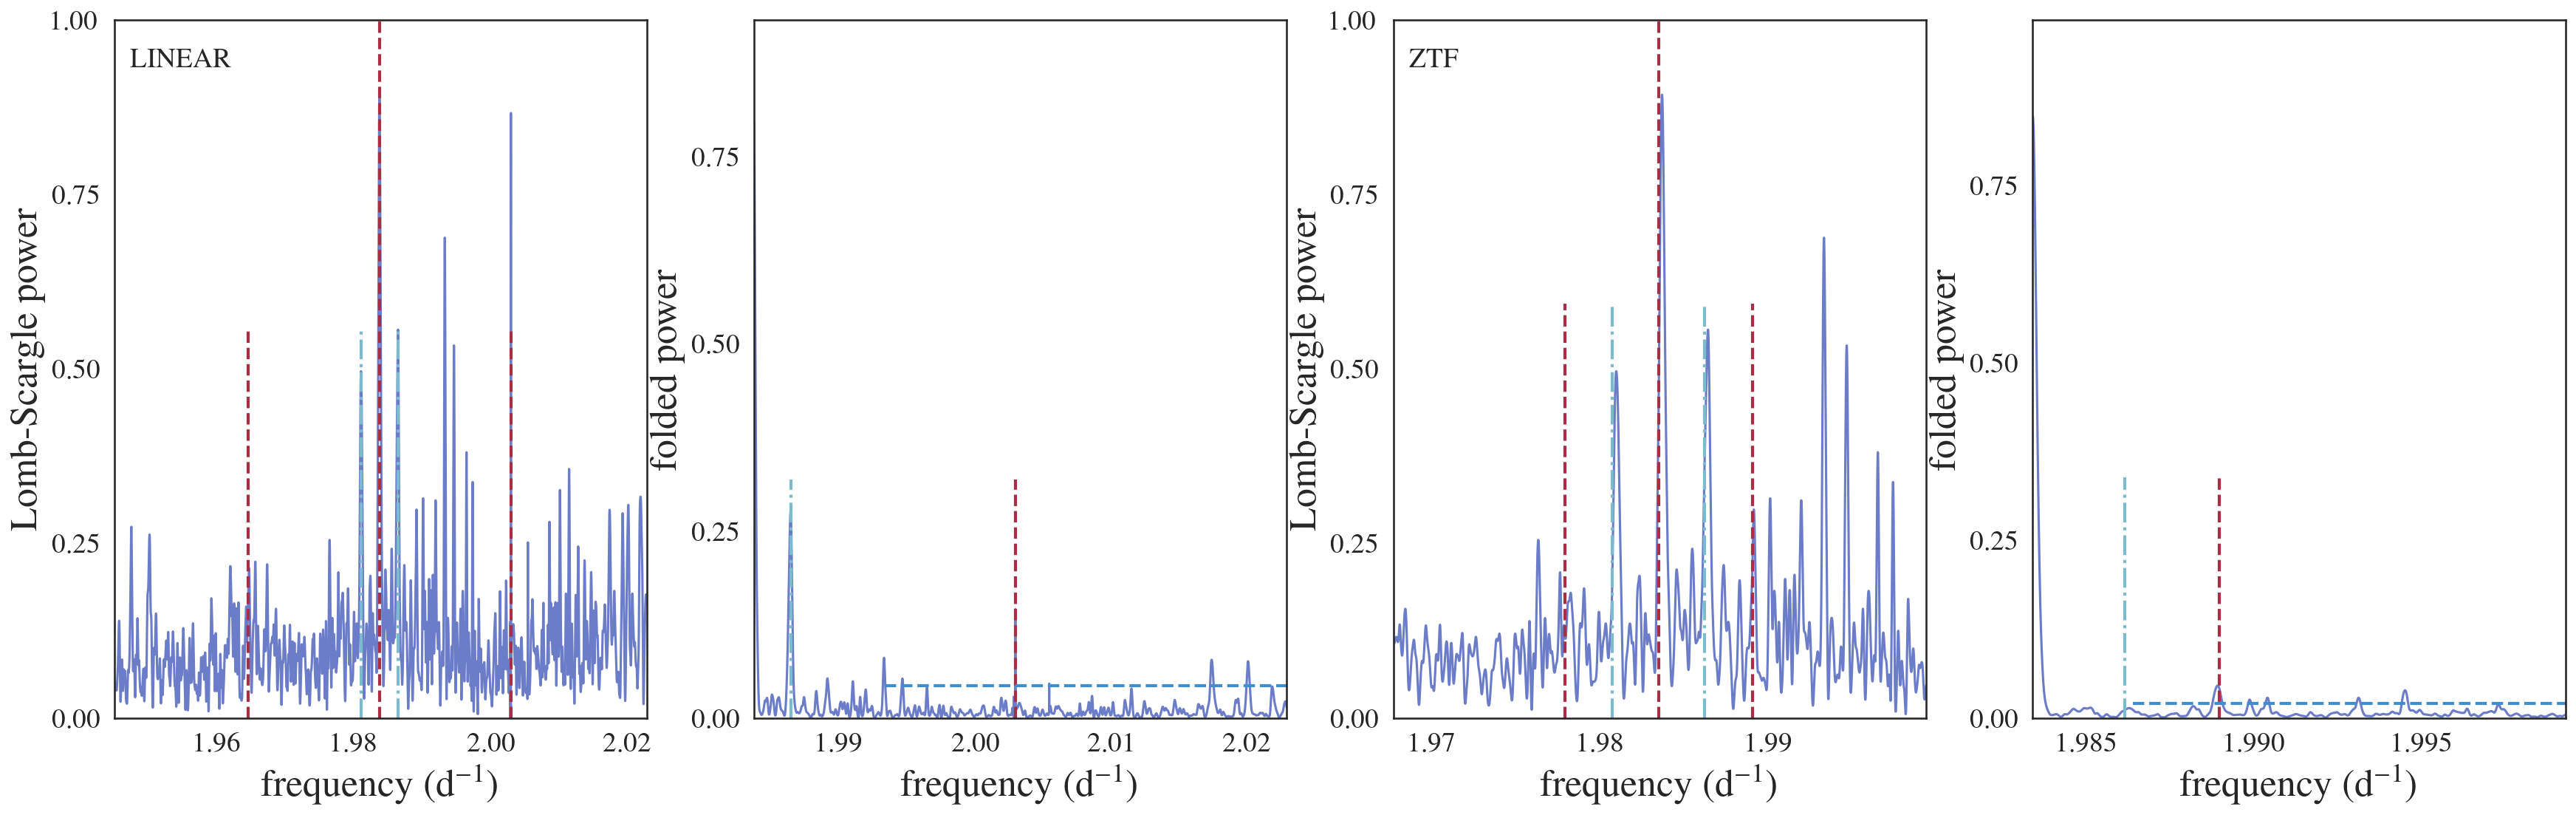 LINEAR
Lomb-Scargle power
1.00
0.75
0.50
0.25
0.00
1.96 1.98 2.00 2.02
frequency (d⁻¹)
folded power
0.75
0.50
0.25
0.00
1.99 2.00 2.01 2.02
frequency (d⁻¹)
ZTF
Lomb-Scargle power
1.00
0.75
0.50
0.25
0.00
1.97 1.98 1.99
frequency (d⁻¹)
folded power
0.75
0.50
0.25
0.00
1.985 1.990 1.995
frequency (d⁻¹)